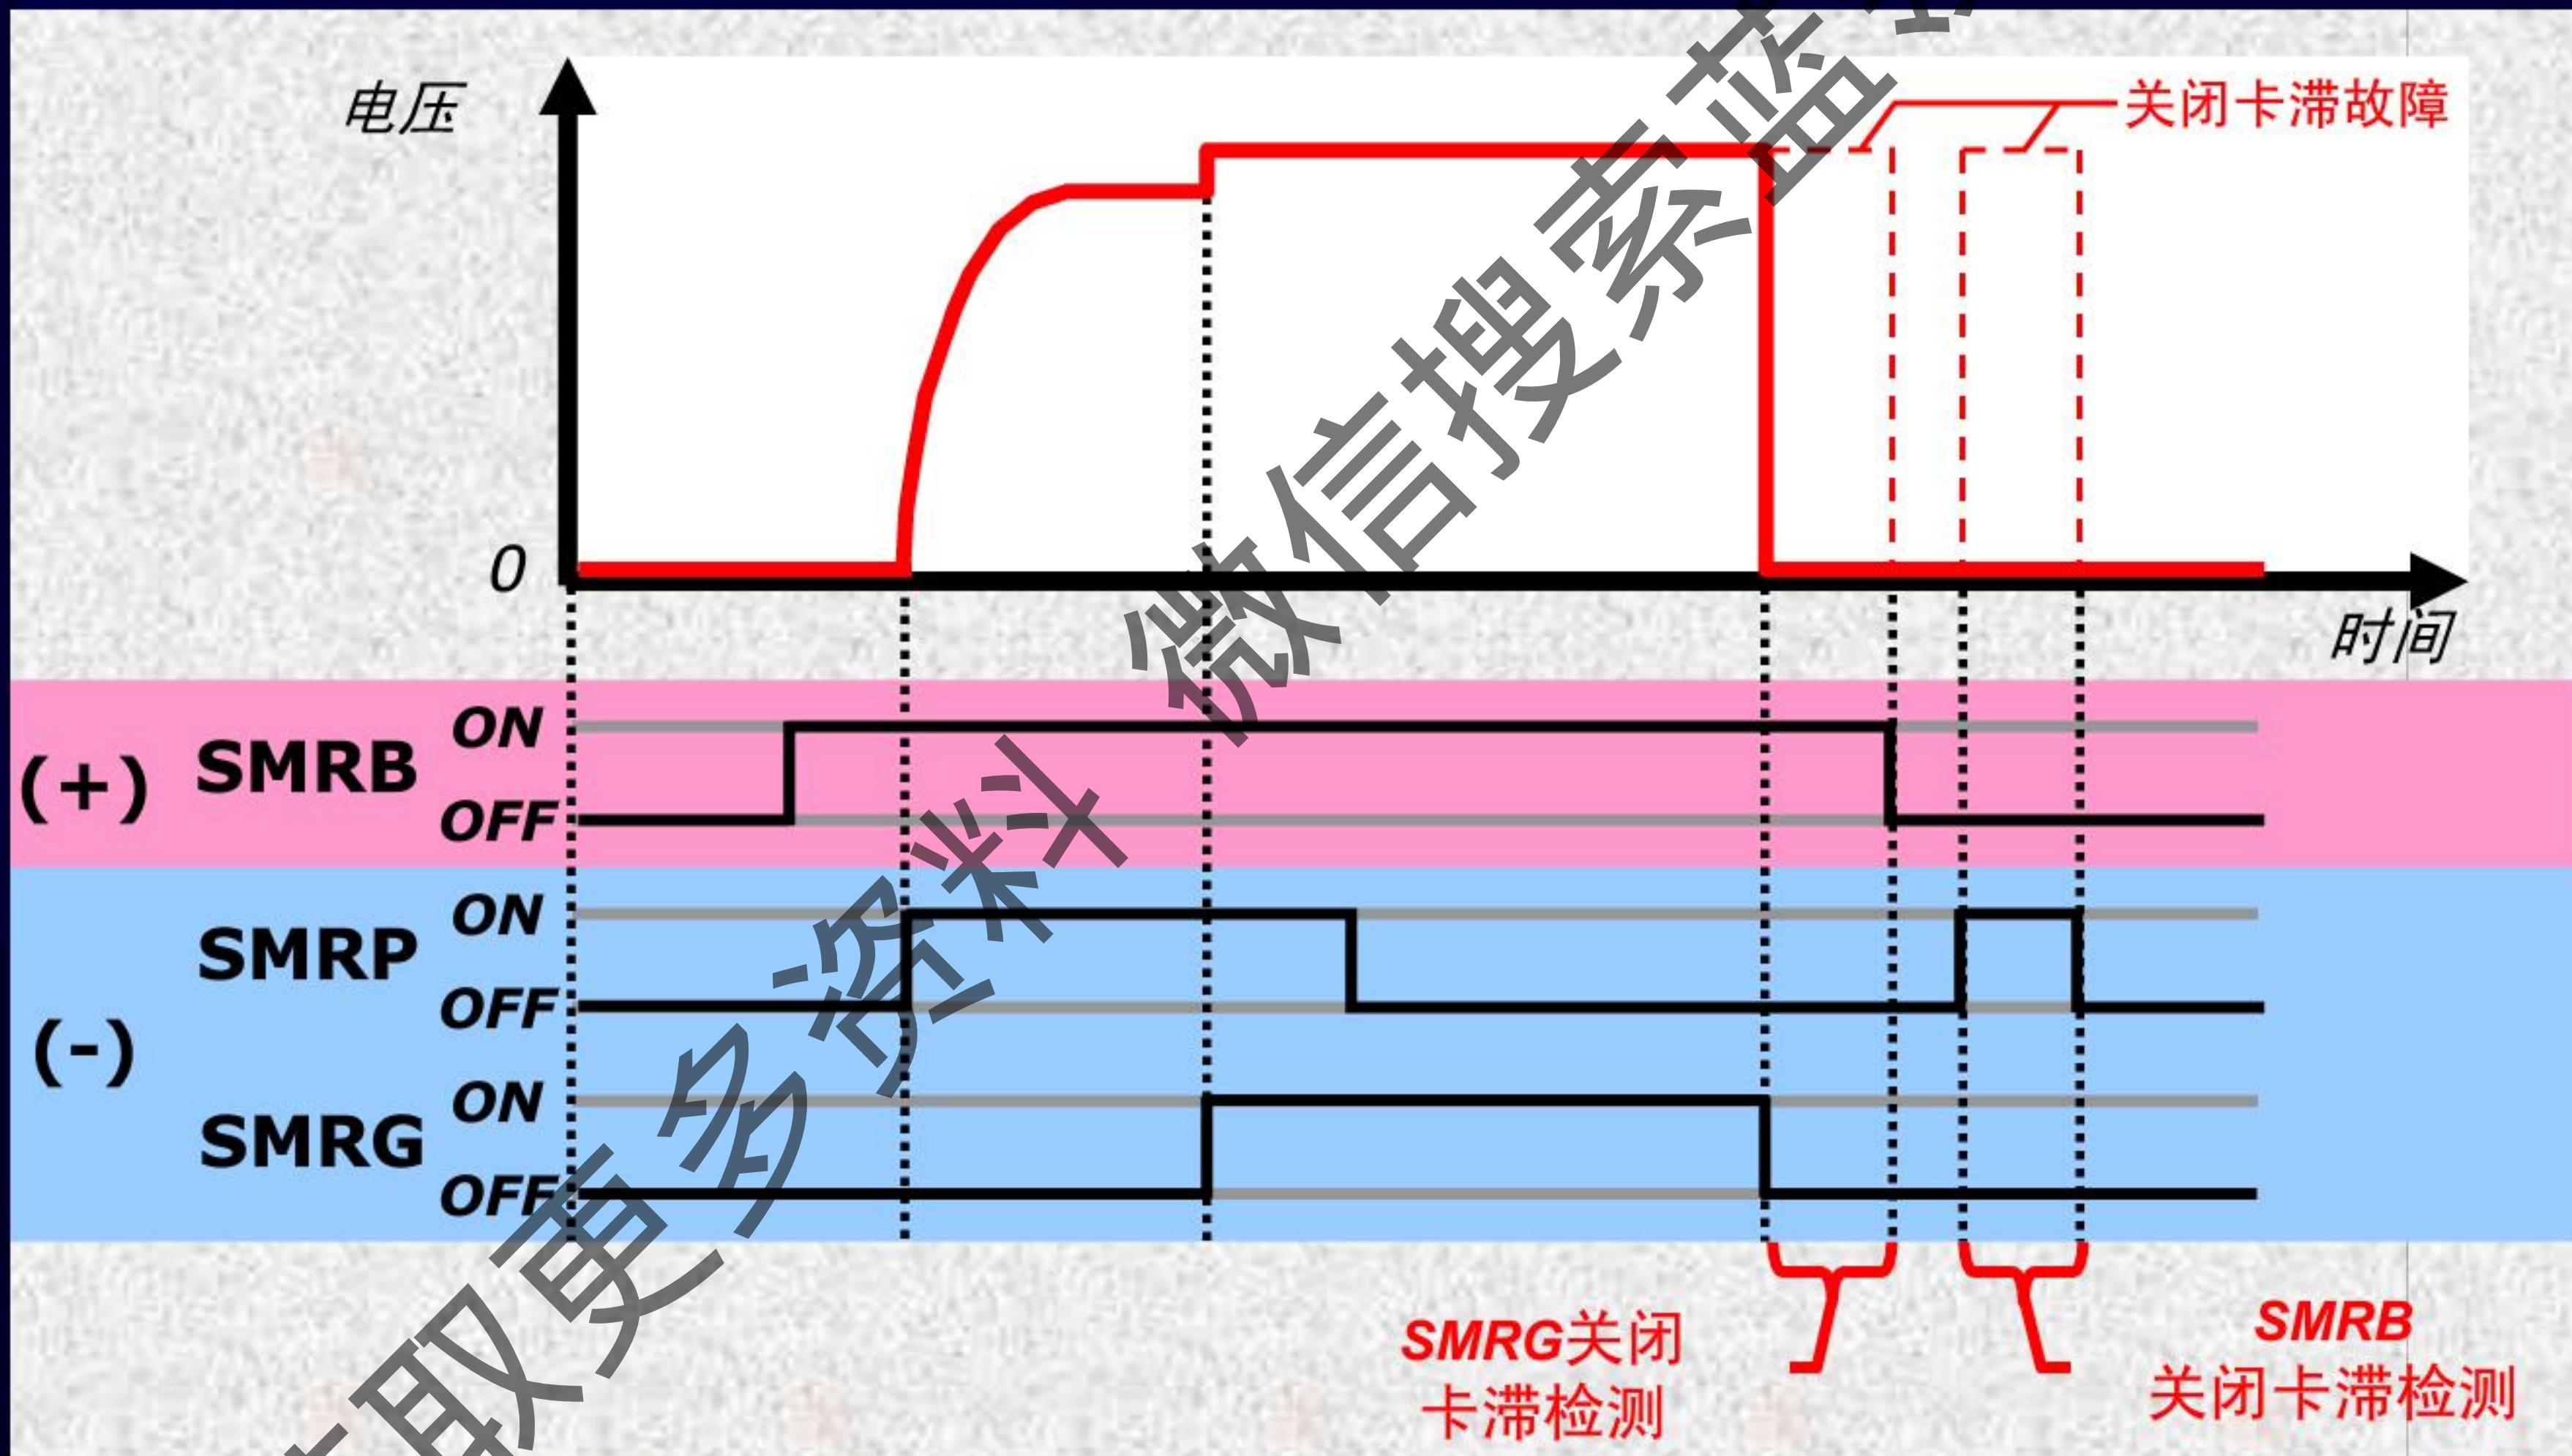 电压
关闭卡滞故障
0
时间
(+) SMRB ON
OFF
SMRP ON
OFF
(-)
SMRG ON
OFF
SMRG关闭
卡滞检测
SMRB
关闭卡滞检测
取更多资料 微信搜索蓝